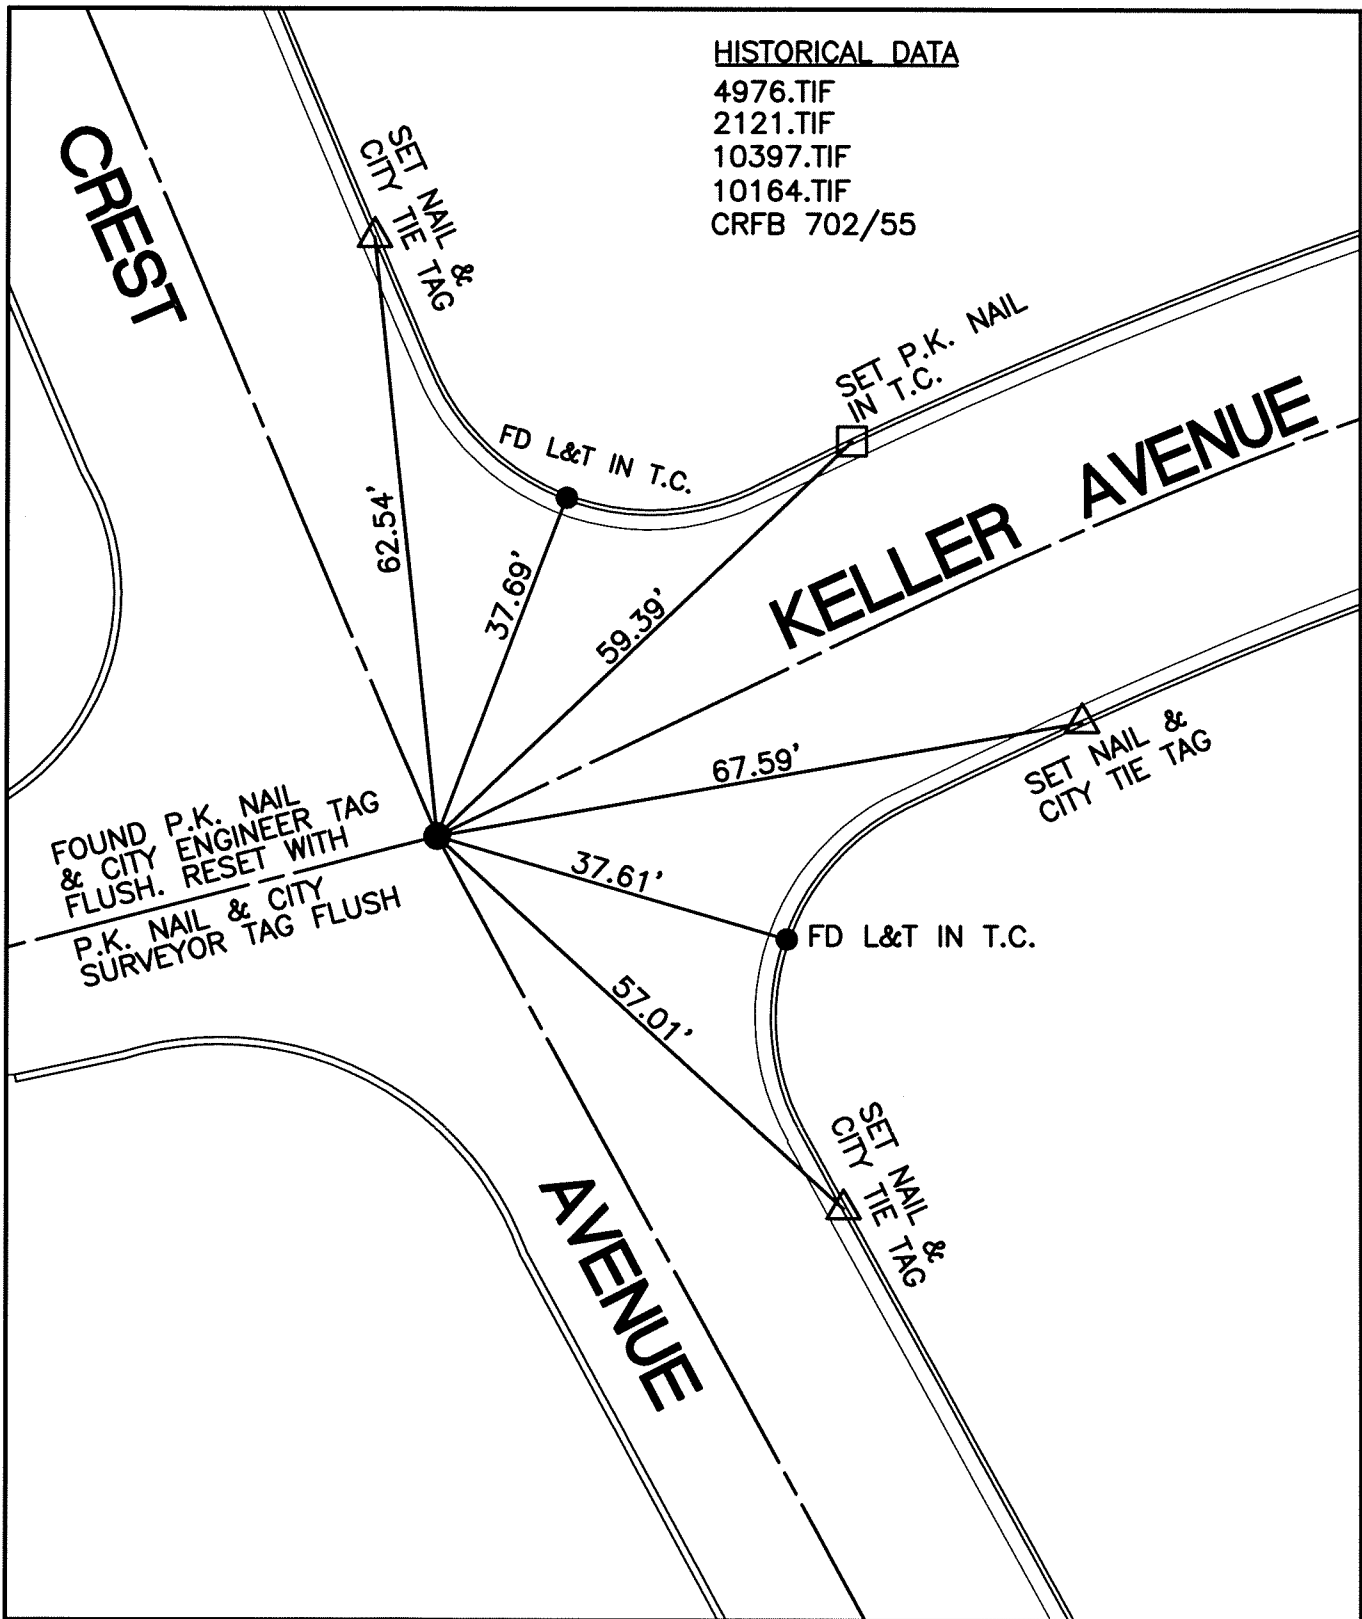 HISTORICAL DATA
4976.TIF
2121.TIF
10397.TIF
10164.TIF
CRFB 702/55
CREST
SET NAIL &
CITY TIE TAG
SET P.K. NAIL
IN T.C.
FD L&T IN T.C.
KELLER AVENUE
62.54'
37.69'
59.39'
67.59'
SET NAIL &
CITY TIE TAG
FOUND P.K. NAIL
& CITY ENGINEER TAG
FLUSH. RESET WITH
P.K. NAIL & CITY
SURVEYOR TAG FLUSH
37.61'
FD L&T IN T.C.
57.01'
SET NAIL &
CITY TIE TAG
AVENUE